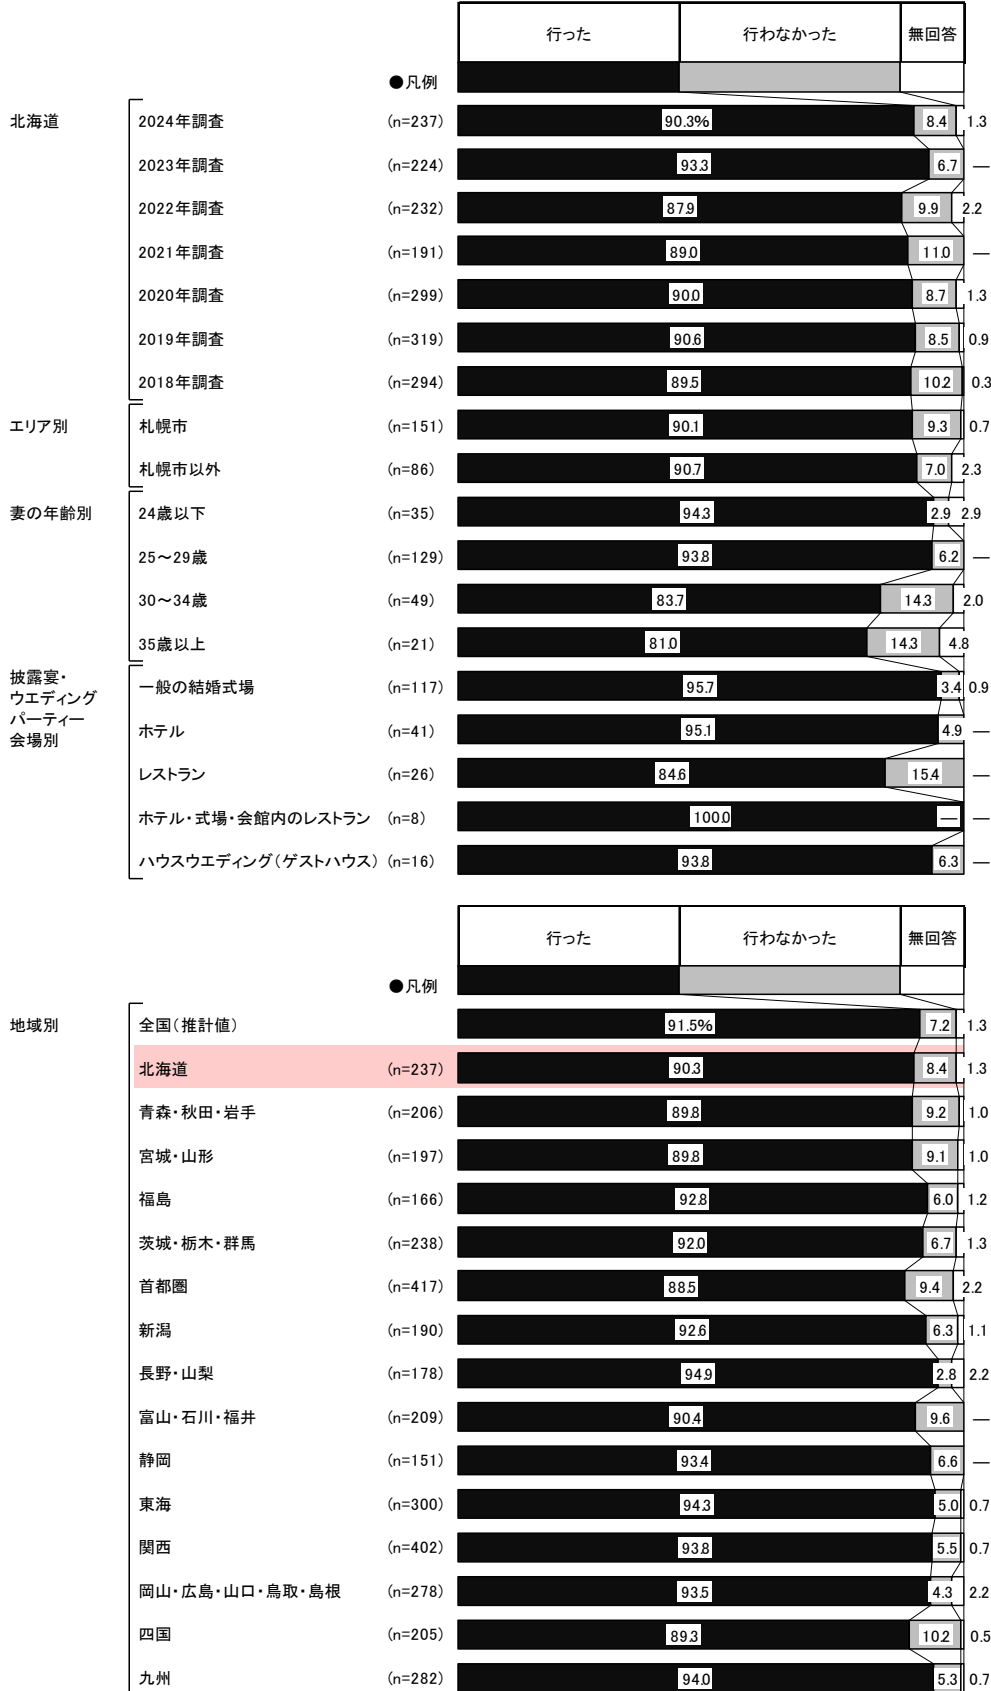 行った 行わなかった 無回答
●凡例
北海道 2024年調査 (n=237) 90.3% 8.4 1.3
2023年調査 (n=224) 93.3 6.7 —
2022年調査 (n=232) 87.9 9.9 2.2
2021年調査 (n=191) 89.0 11.0 —
2020年調査 (n=299) 90.0 8.7 1.3
2019年調査 (n=319) 90.6 8.5 0.9
2018年調査 (n=294) 89.5 10.2 0.3
エリア別 札幌市 (n=151) 90.1 9.3 0.7
札幌市以外 (n=86) 90.7 7.0 2.3
妻の年齢別 24歳以下 (n=35) 94.3 2.9 2.9
25～29歳 (n=129) 93.8 6.2 —
30～34歳 (n=49) 83.7 14.3 2.0
35歳以上 (n=21) 81.0 14.3 4.8
披露宴・
ウエディング
パーティー
会場別
一般の結婚式場 (n=117) 95.7 3.4 0.9
ホテル (n=41) 95.1 4.9 —
レストラン (n=26) 84.6 15.4 —
ホテル・式場・会館内のレストラン (n=8) 100.0 — —
ハウスウエディング（ゲストハウス） (n=16) 93.8 6.3 —
行った 行わなかった 無回答
●凡例
地域別 全国（推計値） 91.5% 7.2 1.3
北海道 (n=237) 90.3 8.4 1.3
青森・秋田・岩手 (n=206) 89.8 9.2 1.0
宮城・山形 (n=197) 89.8 9.1 1.0
福島 (n=166) 92.8 6.0 1.2
茨城・栃木・群馬 (n=238) 92.0 6.7 1.3
首都圏 (n=417) 88.5 9.4 2.2
新潟 (n=190) 92.6 6.3 1.1
長野・山梨 (n=178) 94.9 2.8 2.2
富山・石川・福井 (n=209) 90.4 9.6 —
静岡 (n=151) 93.4 6.6 —
東海 (n=300) 94.3 5.0 0.7
関西 (n=402) 93.8 5.5 0.7
岡山・広島・山口・鳥取・島根 (n=278) 93.5 4.3 2.2
四国 (n=205) 89.3 10.2 0.5
九州 (n=282) 94.0 5.3 0.7